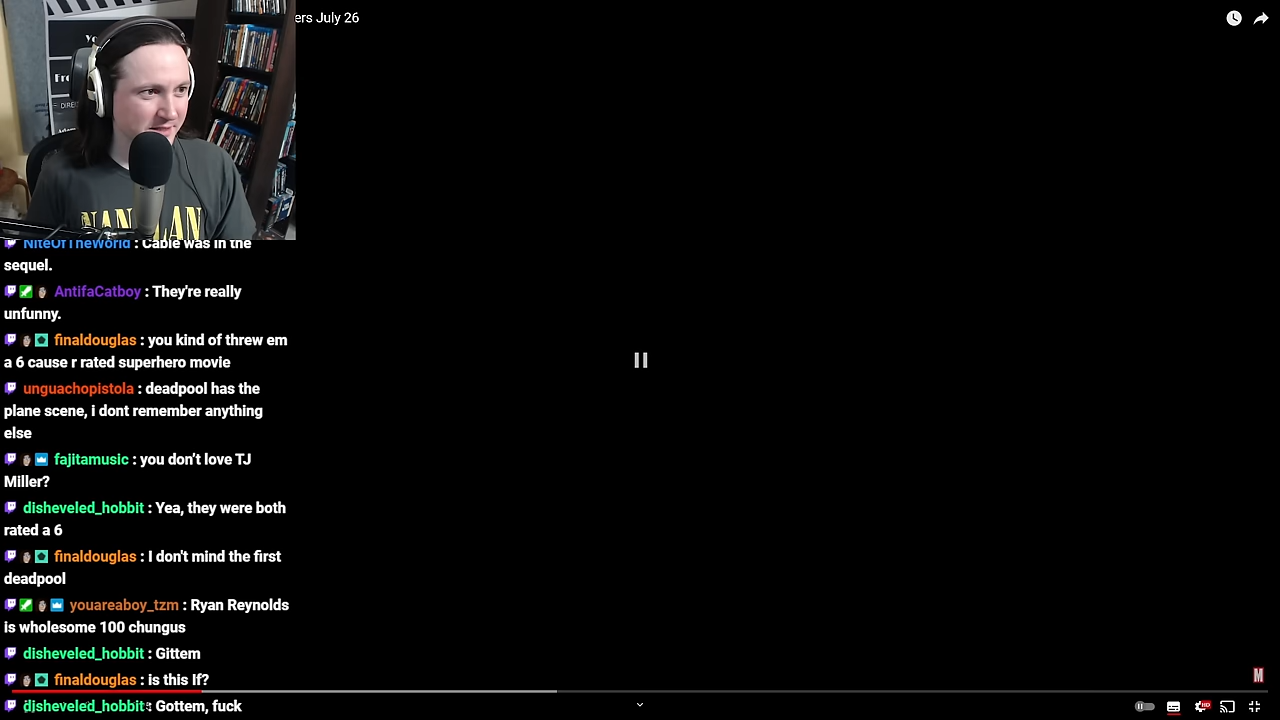 ers July 26
NiteOfTheWorld : Cable was in the
sequel.
AntifaCatboy : They're really
unfunny.
finaldouglas : you kind of threw em
a 6 cause r rated superhero movie
unguachopistola : deadpool has the
plane scene, i dont remember anything
else
fajitamusic : you don’t love TJ
Miller?
disheveled_hobbit : Yea, they were both
rated a 6
finaldouglas : I don't mind the first
deadpool
youareaboy_tzm : Ryan Reynolds
is wholesome 100 chungus
disheveled_hobbit : Gittem
finaldouglas : is this If?
disheveled_hobbit : Gottem, fuck
M
HD